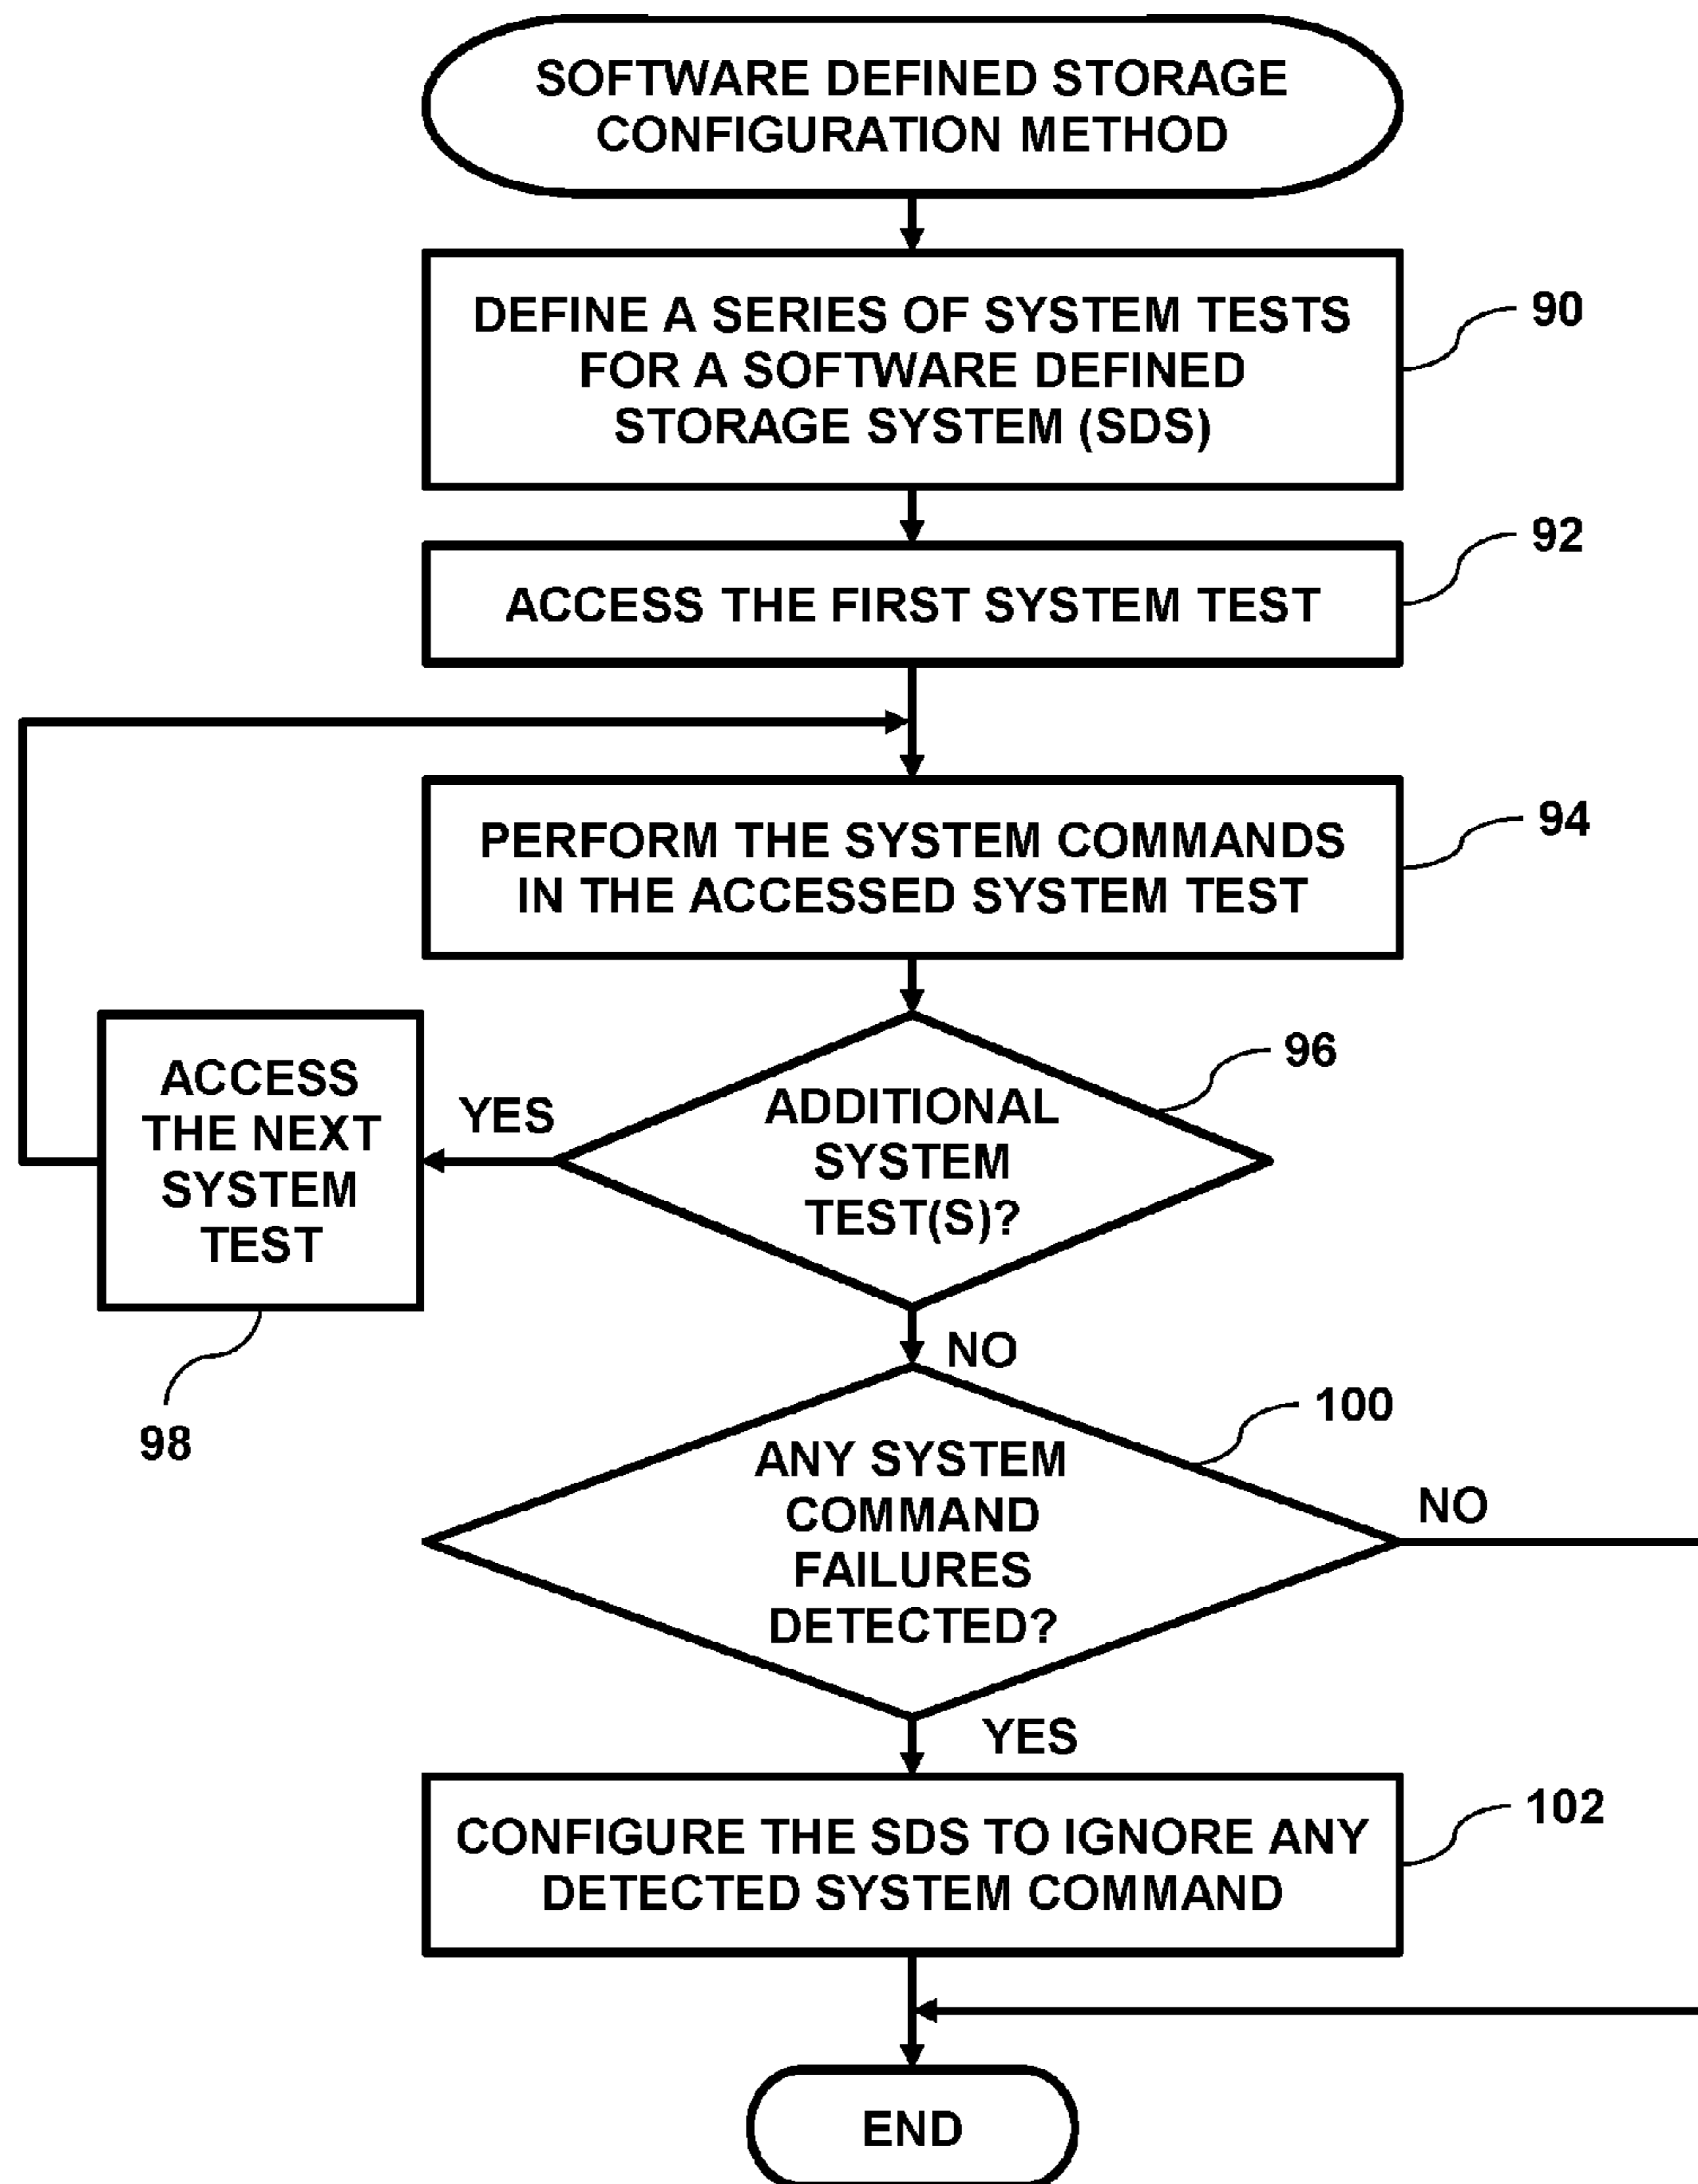 SOFTWARE DEFINED STORAGE
CONFIGURATION METHOD
DEFINE A SERIES OF SYSTEM TESTS
FOR A SOFTWARE DEFINED
STORAGE SYSTEM (SDS)
90
ACCESS THE FIRST SYSTEM TEST
92
PERFORM THE SYSTEM COMMANDS
IN THE ACCESSED SYSTEM TEST
94
ADDITIONAL
SYSTEM
TEST(S)?
96
YES
ACCESS
THE NEXT
SYSTEM
TEST
98
NO
ANY SYSTEM
COMMAND
FAILURES
DETECTED?
100
NO
YES
CONFIGURE THE SDS TO IGNORE ANY
DETECTED SYSTEM COMMAND
102
END